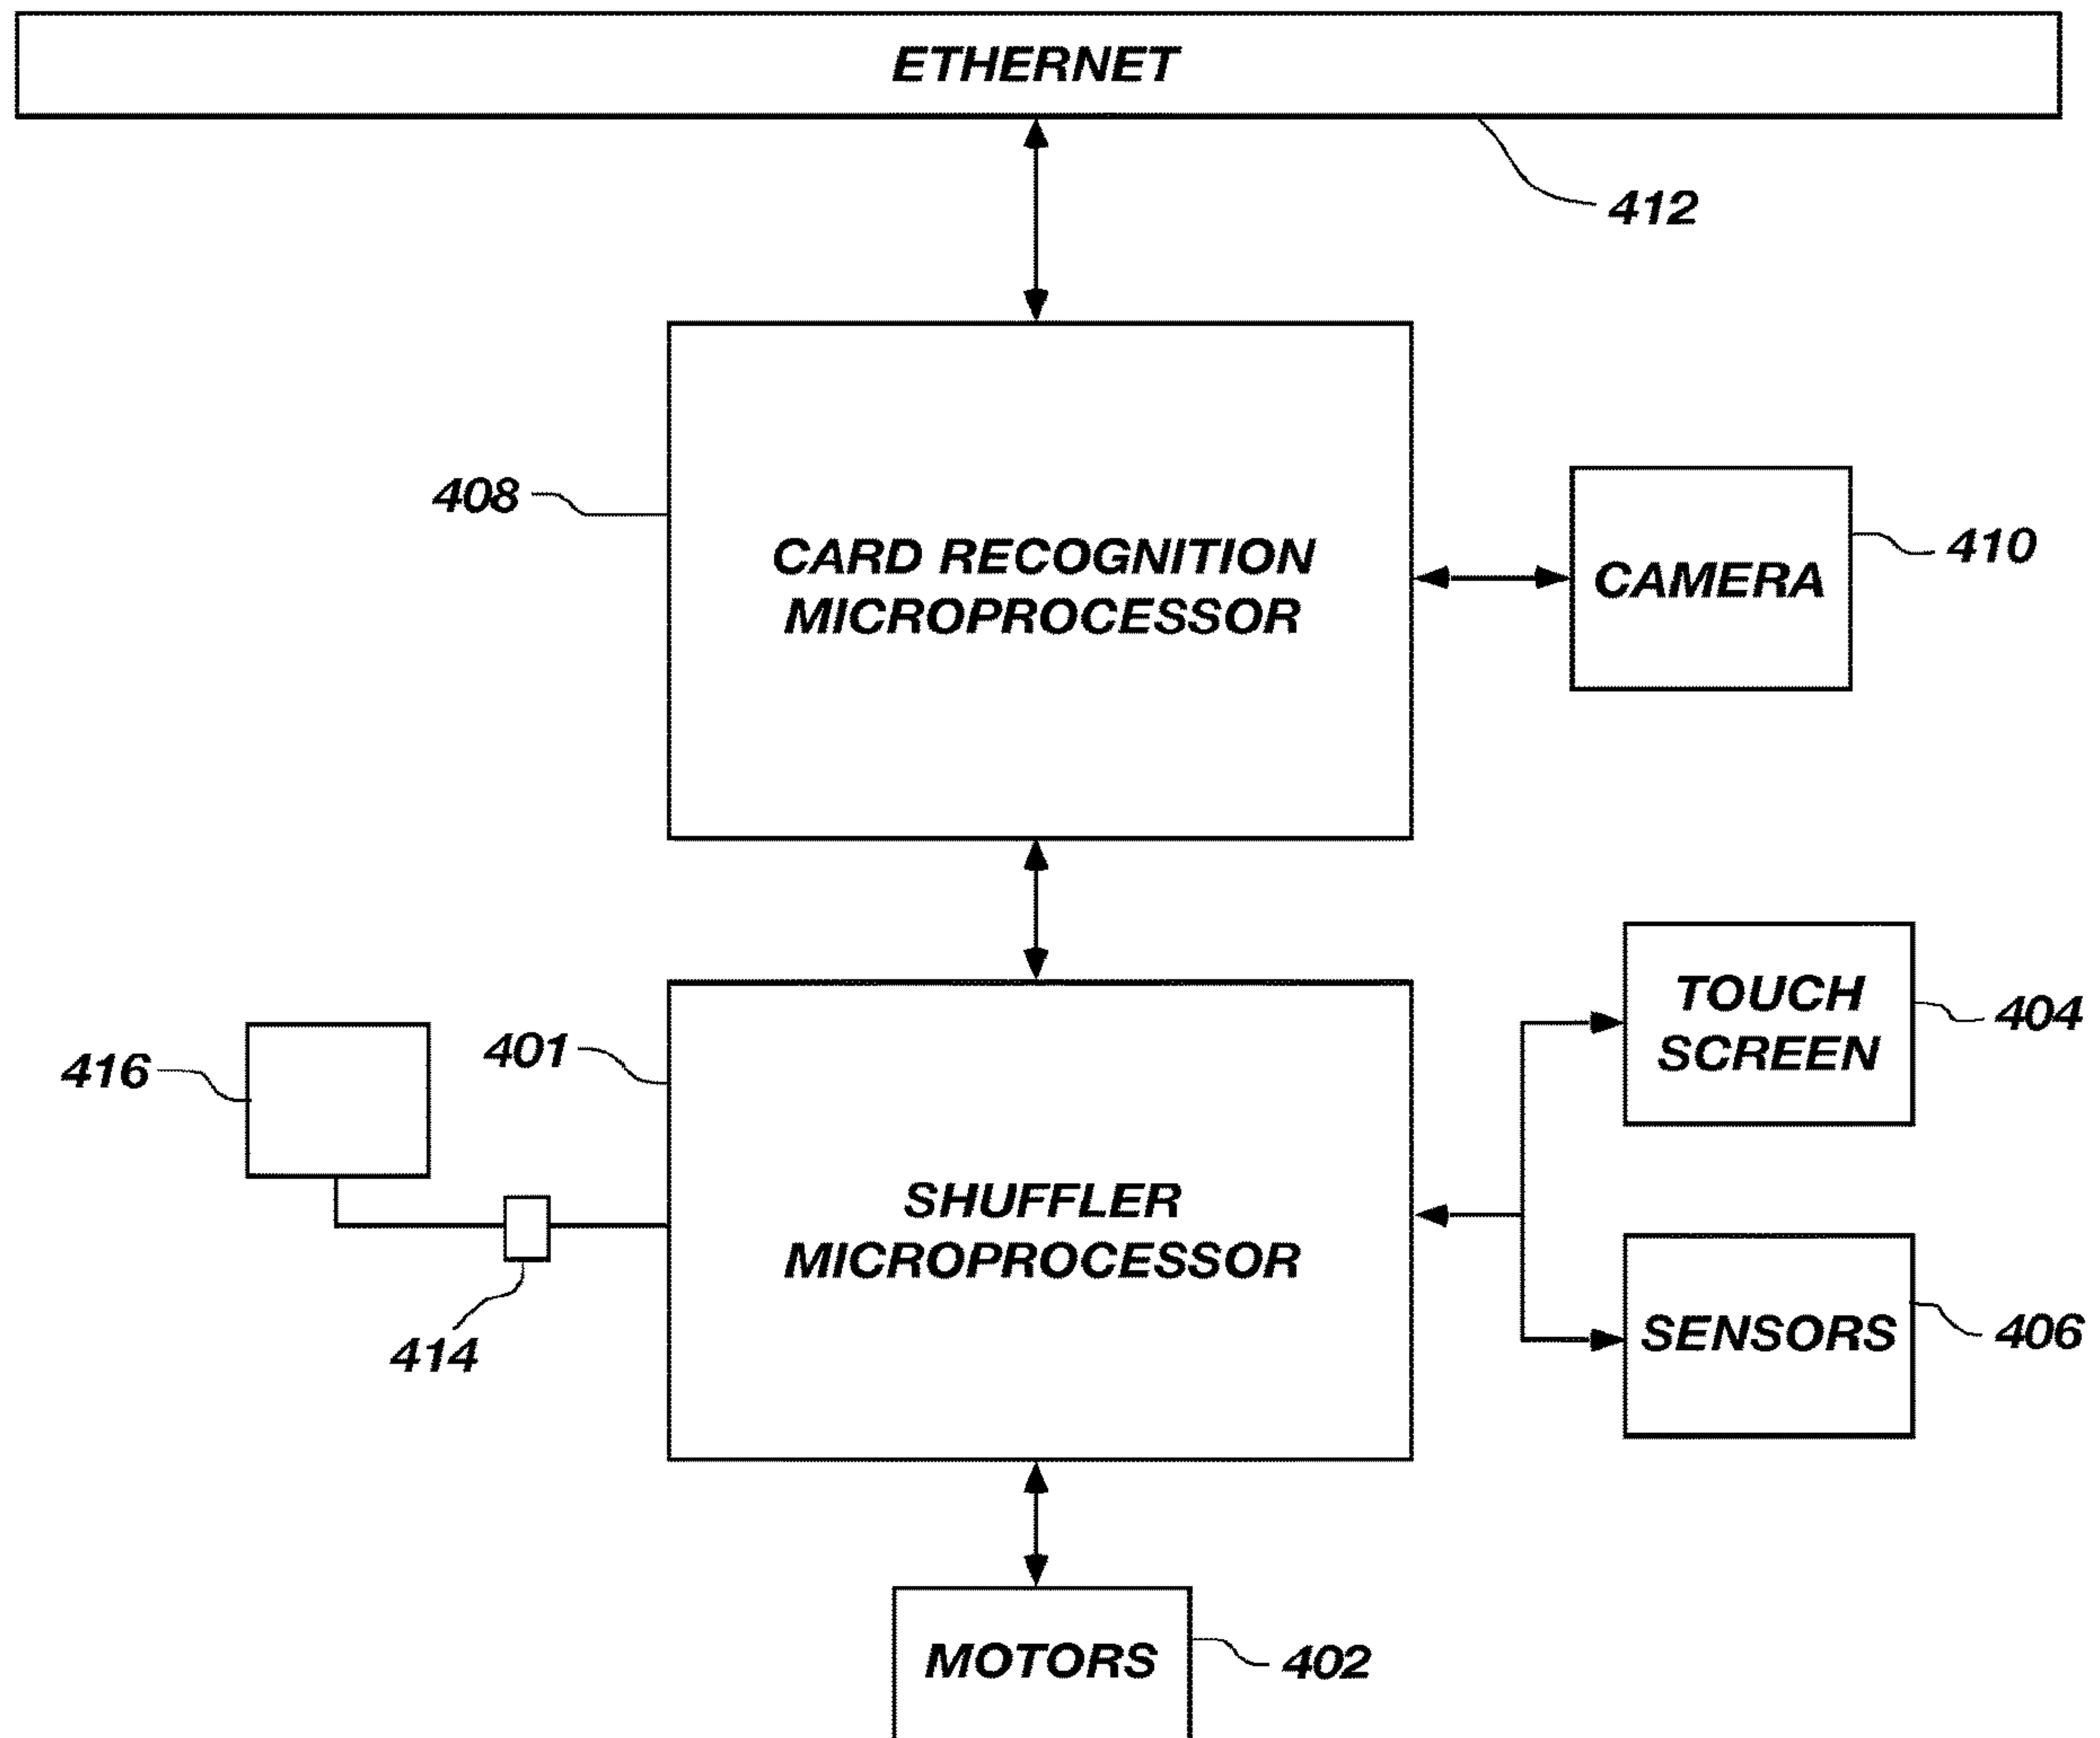 ETHERNET
412
408
CARD RECOGNITION
MICROPROCESSOR
CAMERA
410
416
401
TOUCH
SCREEN
404
SHUFFLER
MICROPROCESSOR
414
SENSORS
406
MOTORS
402